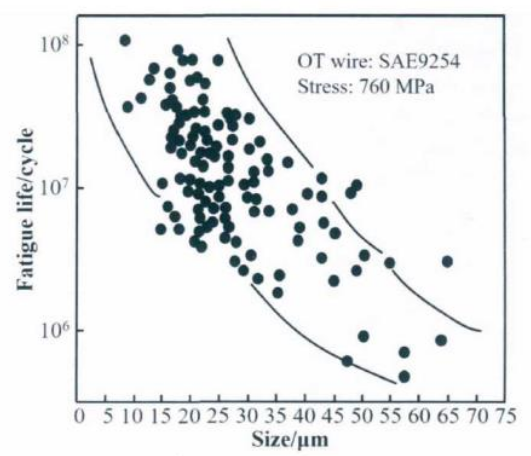 OT wire: SAE9254
Stress: 760 MPa
Fatigue life/cycle
10⁸
10⁷
10⁶
0 5 10 15 20 25 30 35 40 45 50 55 60 65 70 75
Size/μm